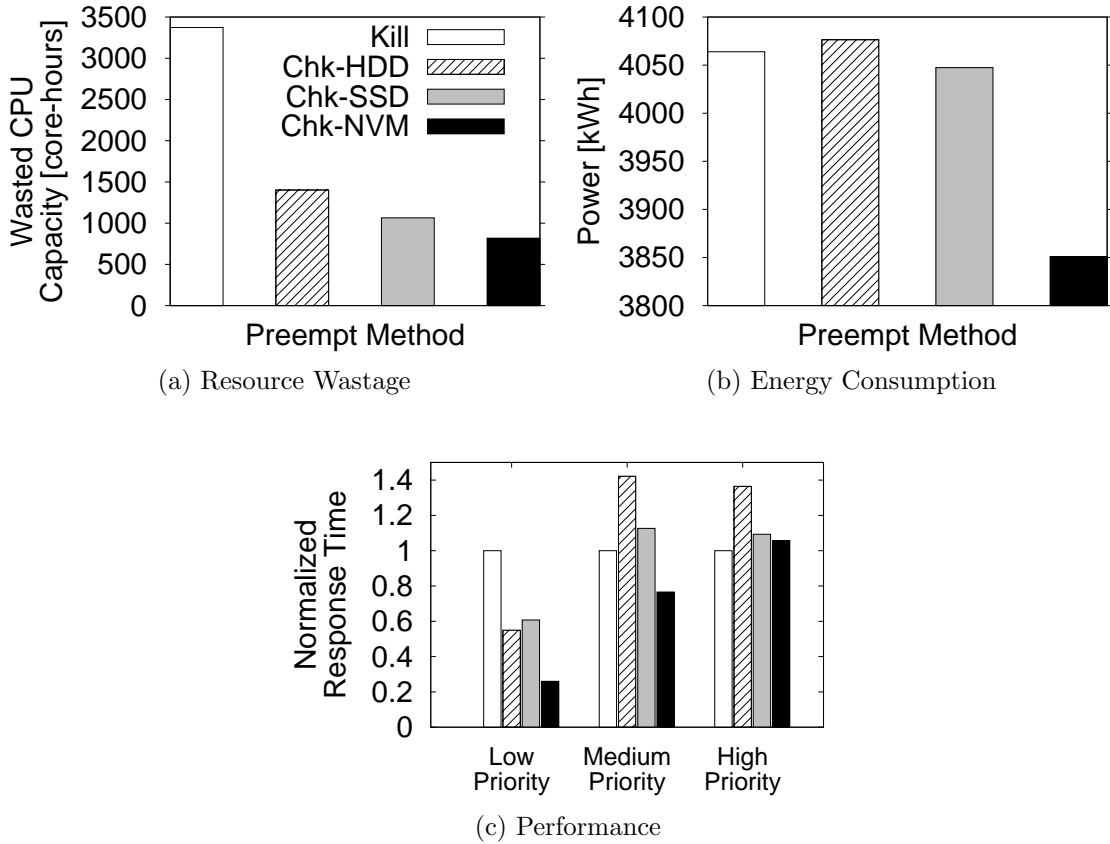 3500
3000
2500
2000
1500
1000
500
0
Wasted CPU
Capacity [core-hours]
Kill
Chk-HDD
Chk-SSD
Chk-NVM
Preempt Method
(a) Resource Wastage
4100
4050
4000
3950
3900
3850
3800
Power [kWh]
Preempt Method
(b) Energy Consumption
1.4
1.2
1
0.8
0.6
0.4
0.2
0
Normalized
Response Time
Low
Priority
Medium
Priority
High
Priority
(c) Performance